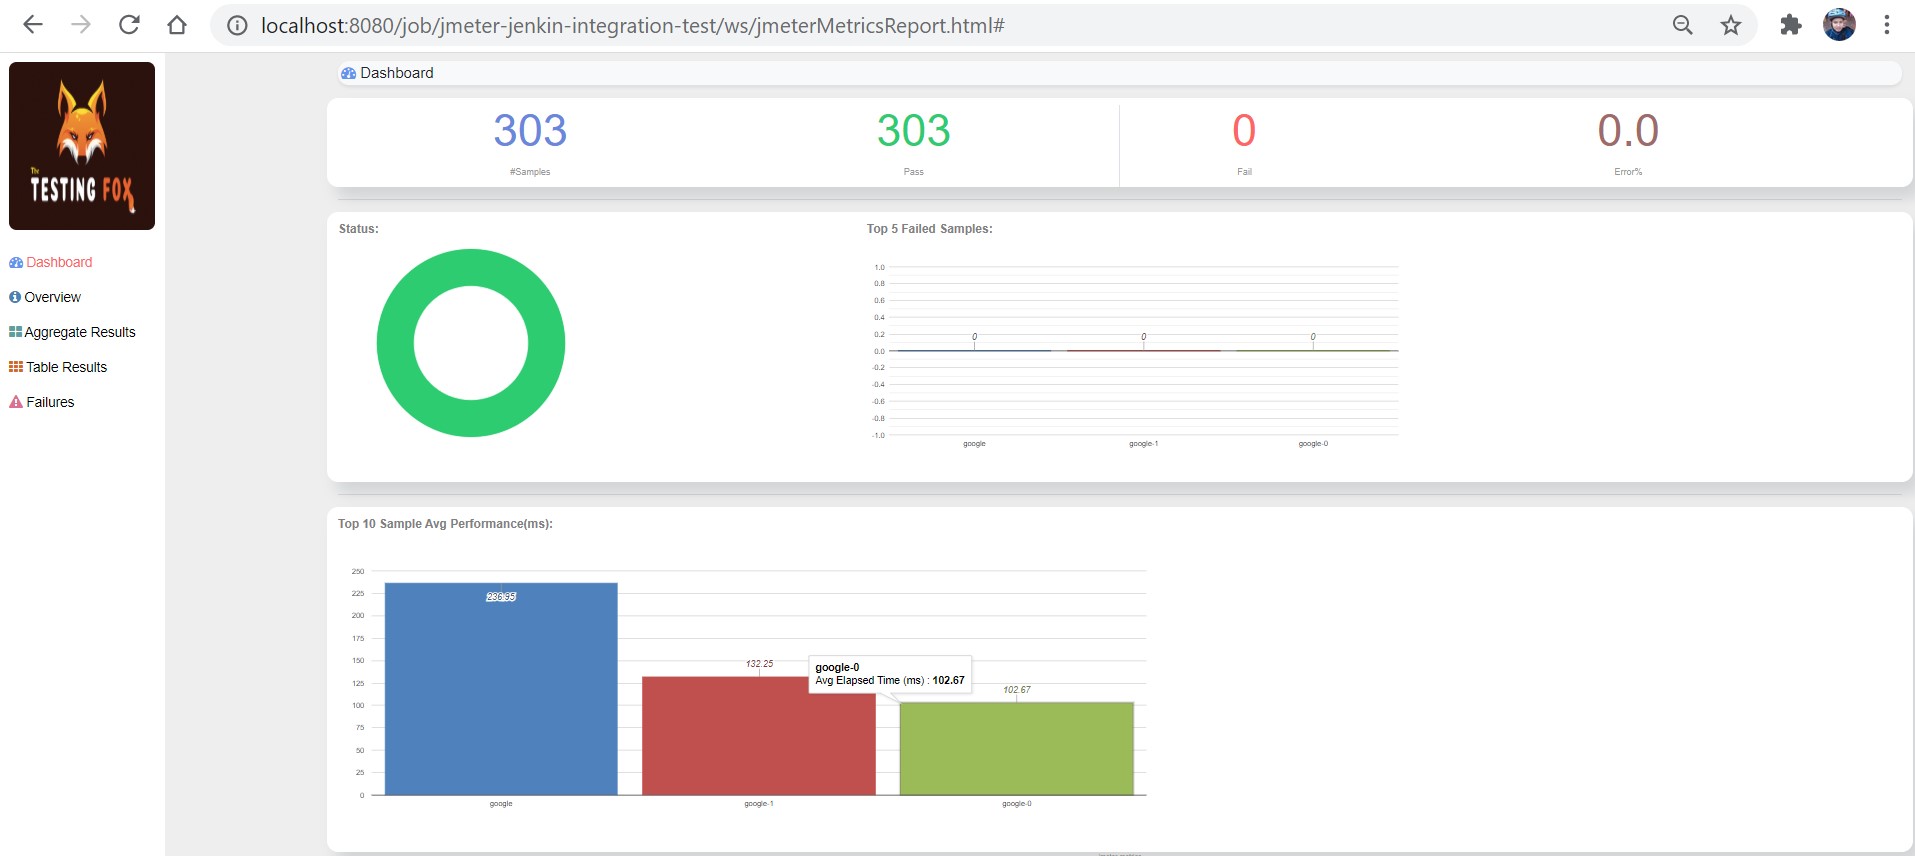 localhost:8080/job/jmeter-jenkin-integration-test/ws/jmeterMetricsReport.html#
The
TESTING FOX
Dashboard
Overview
Aggregate Results
Table Results
Failures
Dashboard
303
#Samples
303
Pass
0
Fail
0.0
Error%
Status:
Top 5 Failed Samples:
1.0
0.8
0.6
0.4
0.2
0.0
-0.2
-0.4
-0.6
-0.8
-1.0
0
0
0
google
google-1
google-0
Top 10 Sample Avg Performance(ms):
250
225
200
175
150
125
100
75
50
25
0
236.95
132.25
102.67
google-0
Avg Elapsed Time (ms) : 102.67
google
google-1
google-0